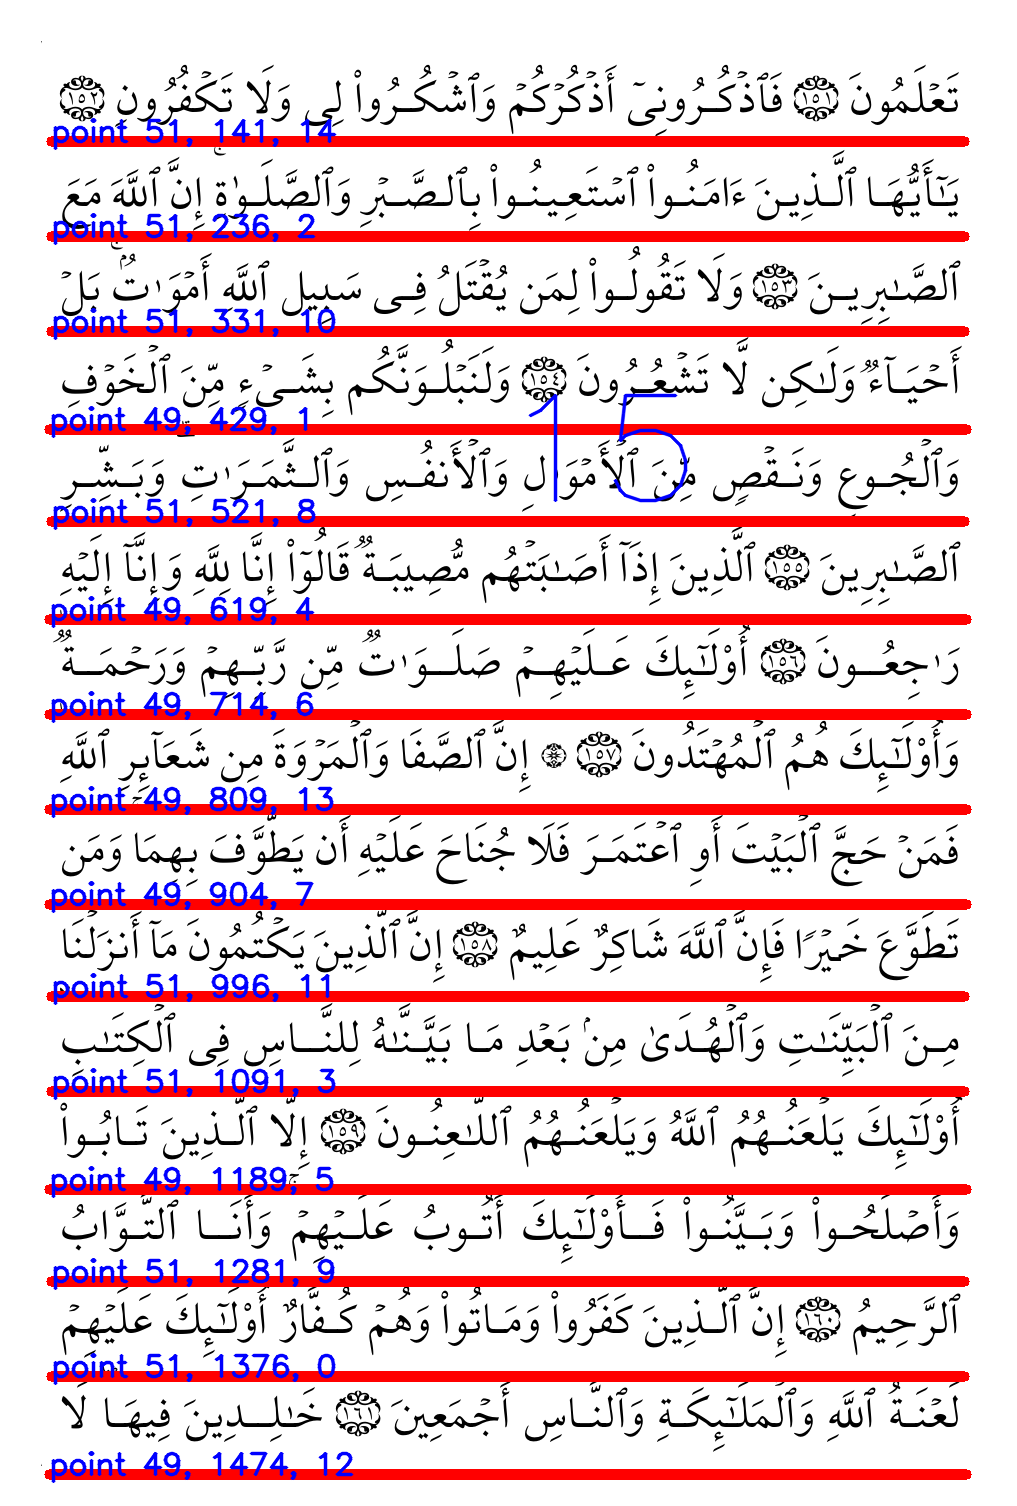 تَعْلَمُونَ ١٥١ فَٱذْكُرُونِىٓ أَذْكُرْكُمْ وَٱشْكُرُوا۟ لِى وَلَا تَكْفُرُونِ ١٥٢
point 51, 141, 14
يَـٰٓأَيُّهَا ٱلَّذِينَ ءَامَنُوا۟ ٱسْتَعِينُوا۟ بِٱلصَّبْرِ وَٱلصَّلَوٰةِ ۚ إِنَّ ٱللَّهَ مَعَ
point 51, 236, 2
ٱلصَّـٰبِرِينَ ١٥٣ وَلَا تَقُولُوا۟ لِمَن يُقْتَلُ فِى سَبِيلِ ٱللَّهِ أَمْوَٰتٌۢ ۚ بَلْ
point 51, 331, 10
أَحْيَآءٌ وَلَـٰكِن لَّا تَشْعُرُونَ ١٥٤ وَلَنَبْلُوَنَّكُم بِشَىْءٍ مِّنَ ٱلْخَوْفِ
point 49, 429, 1
15
وَٱلْجُوعِ وَنَقْصٍ مِّنَ ٱلْأَمْوَٰلِ وَٱلْأَنفُسِ وَٱلثَّمَرَٰتِ ۗ وَبَشِّرِ
point 51, 521, 8
ٱلصَّـٰبِرِينَ ١٥٥ ٱلَّذِينَ إِذَآ أَصَـٰبَتْهُم مُّصِيبَةٌ قَالُوٓا۟ إِنَّا لِلَّهِ وَإِنَّآ إِلَيْهِ
point 49, 619, 4
رَٰجِعُونَ ١٥٦ أُو۟لَـٰٓئِكَ عَلَيْهِمْ صَلَوَٰتٌ مِّن رَّبِّهِمْ وَرَحْمَةٌ
point 49, 714, 6
وَأُو۟لَـٰٓئِكَ هُمُ ٱلْمُهْتَدُونَ ١٥٧ ۞ إِنَّ ٱلصَّفَا وَٱلْمَرْوَةَ مِن شَعَآئِرِ ٱللَّهِ
point 49, 809, 13
فَمَنْ حَجَّ ٱلْبَيْتَ أَوِ ٱعْتَمَرَ فَلَا جُنَاحَ عَلَيْهِ أَن يَطَّوَّفَ بِهِمَا ۚ وَمَن
point 49, 904, 7
تَطَوَّعَ خَيْرًا فَإِنَّ ٱللَّهَ شَاكِرٌ عَلِيمٌ ١٥٨ إِنَّ ٱلَّذِينَ يَكْتُمُونَ مَآ أَنزَلْنَا
point 51, 996, 11
مِنَ ٱلْبَيِّنَـٰتِ وَٱلْهُدَىٰ مِنۢ بَعْدِ مَا بَيَّنَّـٰهُ لِلنَّاسِ فِى ٱلْكِتَـٰبِ
point 51, 1091, 3
أُو۟لَـٰٓئِكَ يَلْعَنُهُمُ ٱللَّهُ وَيَلْعَنُهُمُ ٱللَّـٰعِنُونَ ١٥٩ إِلَّا ٱلَّذِينَ تَابُوا۟
point 49, 1189, 5
وَأَصْلَحُوا۟ وَبَيَّنُوا۟ فَأُو۟لَـٰٓئِكَ أَتُوبُ عَلَيْهِمْ ۚ وَأَنَا ٱلتَّوَّابُ
point 51, 1281, 9
ٱلرَّحِيمُ ١٦٠ إِنَّ ٱلَّذِينَ كَفَرُوا۟ وَمَاتُوا۟ وَهُمْ كُفَّارٌ أُو۟لَـٰٓئِكَ عَلَيْهِمْ
point 51, 1376, 0
لَعْنَةُ ٱللَّهِ وَٱلْمَلَـٰٓئِكَةِ وَٱلنَّاسِ أَجْمَعِينَ ١٦١ خَـٰلِدِينَ فِيهَا ۖ لَا
point 49, 1474, 12